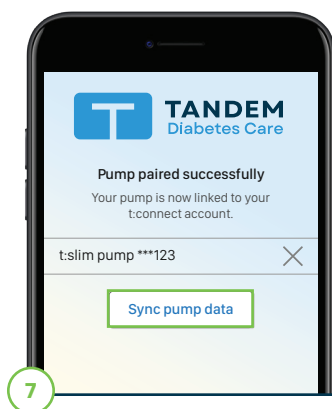 TANDEM
Diabetes Care
Pump paired successfully
Your pump is now linked to your
t:connect account.
t:slim pump ***123
Sync pump data
7